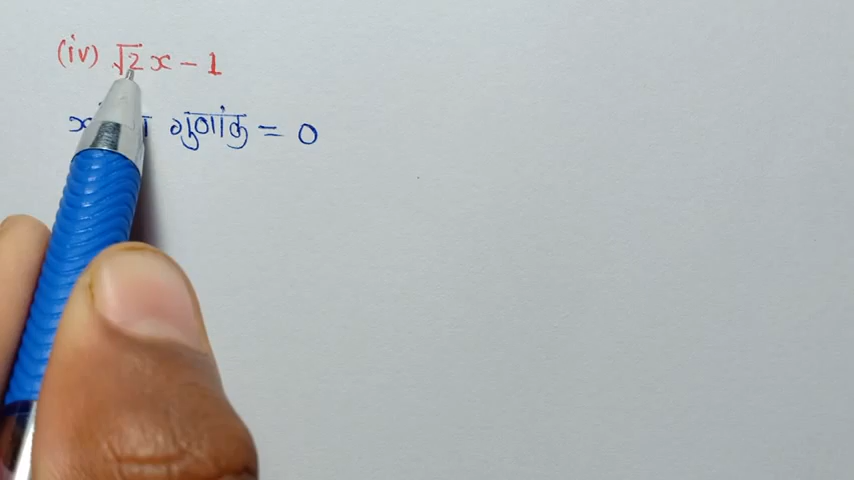 (iv) √2 x - 1
गुणांक = 0